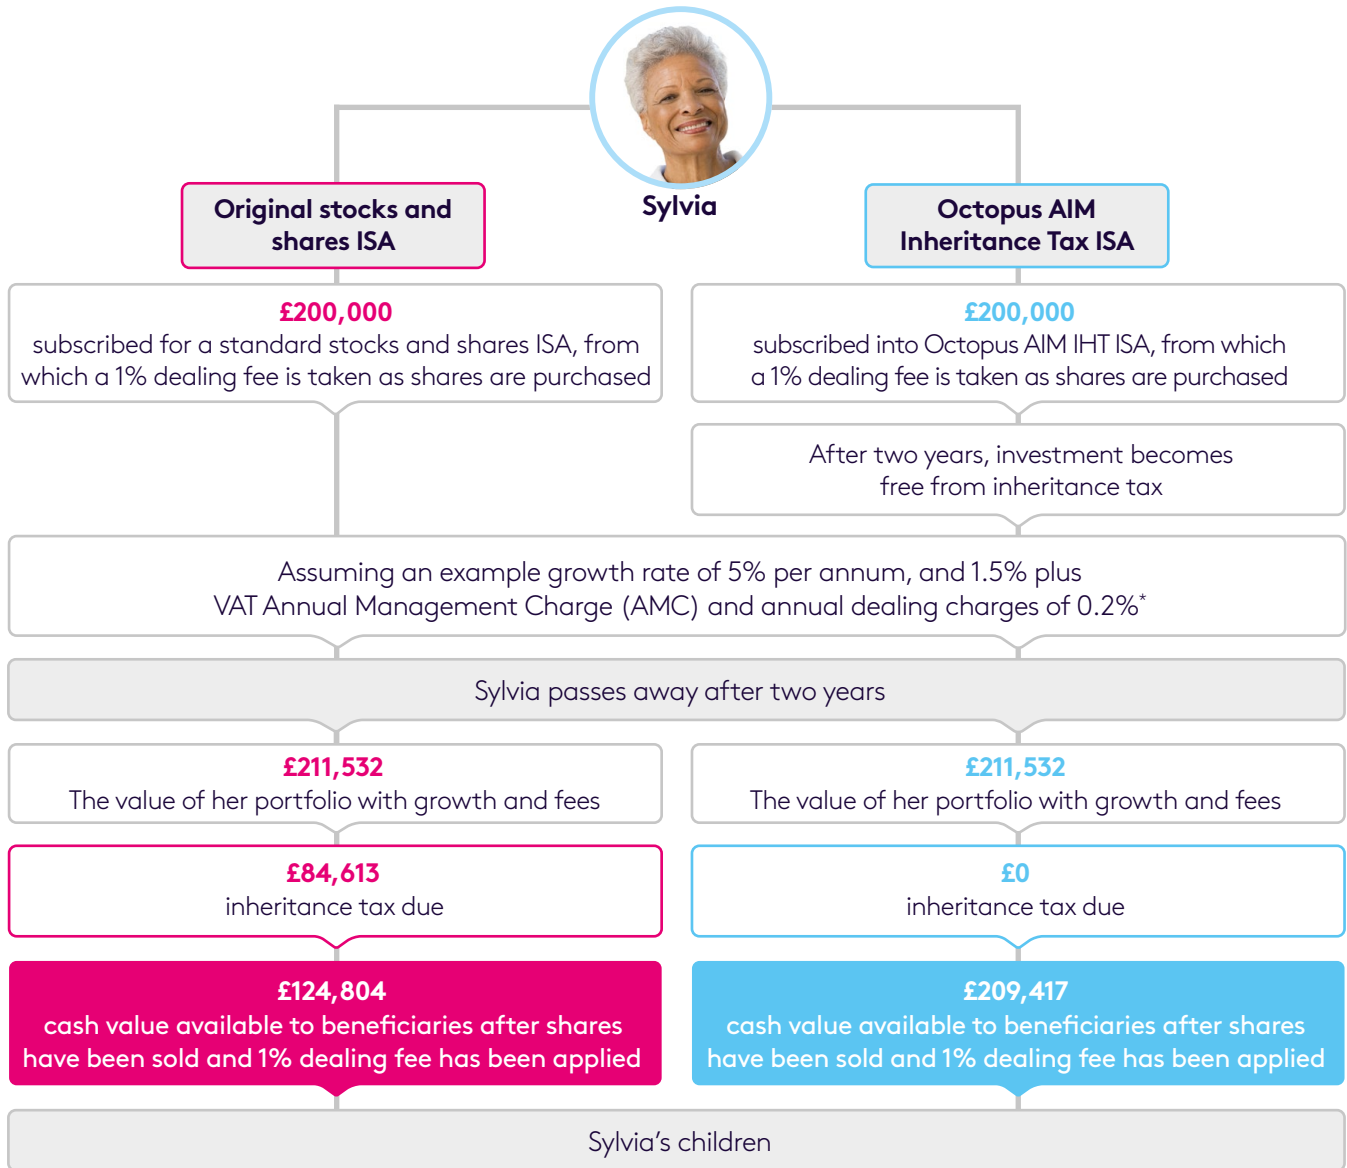 Sylvia
Original stocks and
shares ISA
£200,000
subscribed for a standard stocks and shares ISA, from
which a 1% dealing fee is taken as shares are purchased
Octopus AIM
Inheritance Tax ISA
£200,000
subscribed into Octopus AIM IHT ISA, from which
a 1% dealing fee is taken as shares are purchased
After two years, investment becomes
free from inheritance tax
Assuming an example growth rate of 5% per annum, and 1.5% plus
VAT Annual Management Charge (AMC) and annual dealing charges of 0.2%*
Sylvia passes away after two years
£211,532
The value of her portfolio with growth and fees
£84,613
inheritance tax due
£124,804
cash value available to beneficiaries after shares
have been sold and 1% dealing fee has been applied
£211,532
The value of her portfolio with growth and fees
£0
inheritance tax due
£209,417
cash value available to beneficiaries after shares
have been sold and 1% dealing fee has been applied
Sylvia's children